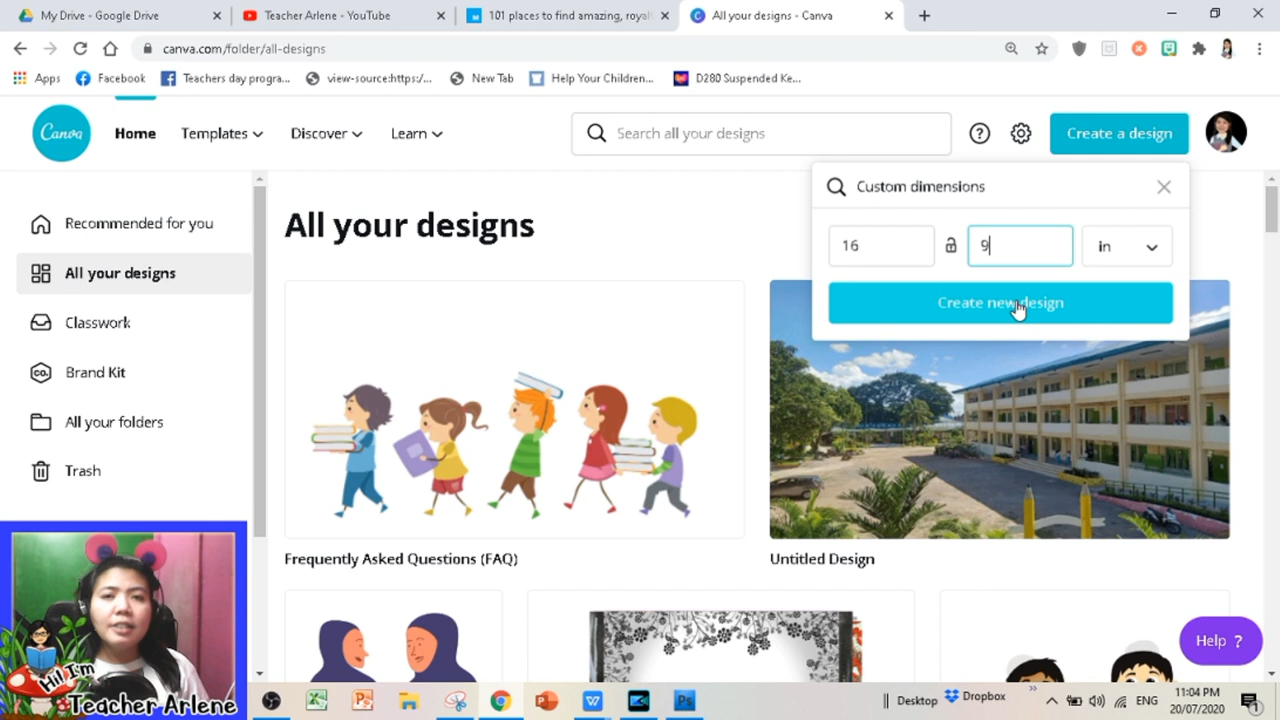 My Drive - Google Drive
Teacher Arlene - YouTube
101 places to find amazing, royal
All your designs - Canva
canva.com/folder/all-designs
Apps
Facebook
Teachers day progra...
view-source:https:/...
New Tab
Help Your Children...
D280 Suspended Ke...
Canva
Home
Templates
Discover
Learn
Search all your designs
Create a design
Recommended for you
All your designs
Classwork
Brand Kit
All your folders
Trash
All your designs
Custom dimensions
16
9
in
Create new design
Frequently Asked Questions (FAQ)
Untitled Design
Help ?
Hi! I'm
Teacher Arlene
Desktop
Dropbox
ENG
11:04 PM
20/07/2020